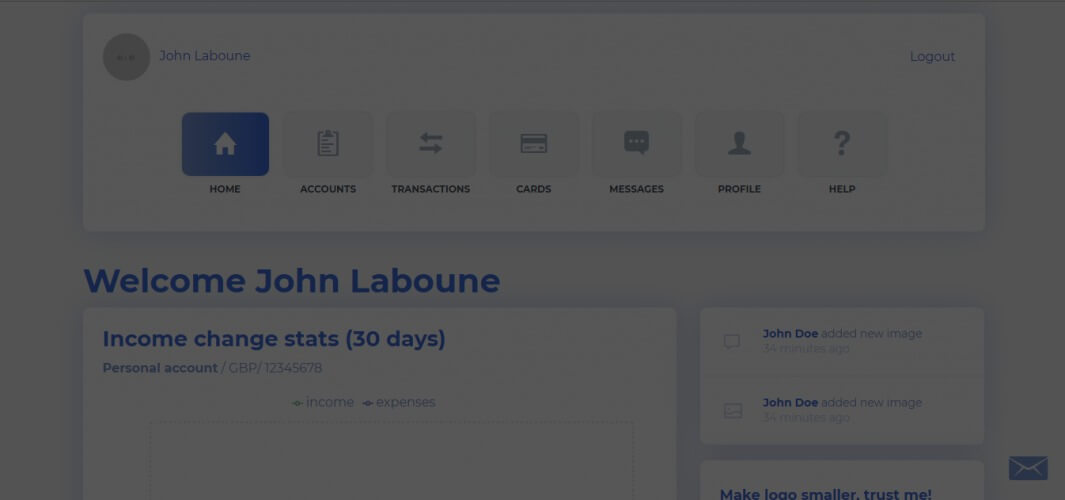 John Laboune
Logout
HOME
ACCOUNTS
TRANSACTIONS
CARDS
MESSAGES
PROFILE
HELP
Welcome John Laboune
Income change stats (30 days)
Personal account / GBP/ 12345678
income expenses
John Doe added new image
34 minutes ago
John Doe added new image
34 minutes ago
Make logo smaller, trust me!